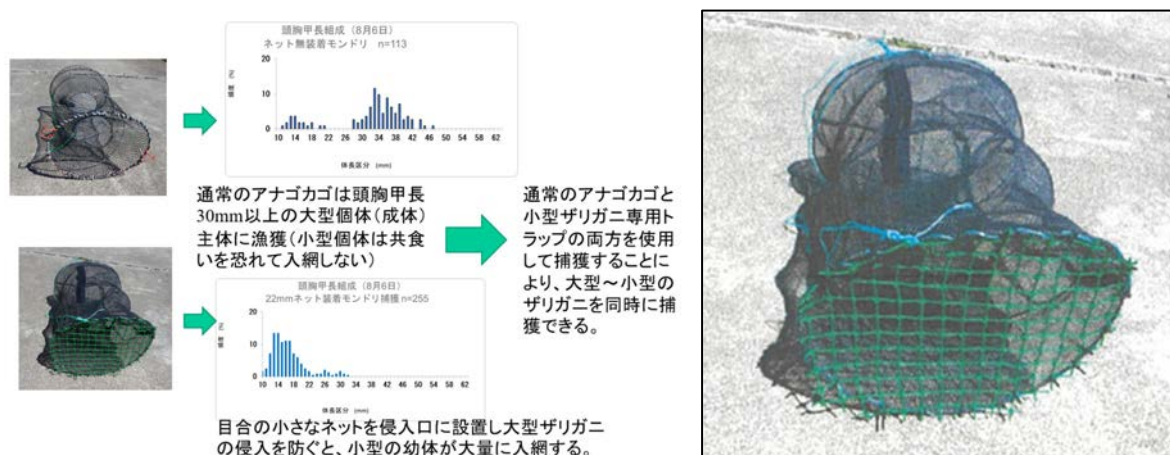 頭胸甲長組成(8月6日)
ネット無装着モンドリ n=113
頻度 (%)
20
10
0
10 14 18 22 26 30 34 38 42 46 50 54 58 62
体長区分 (mm)
通常のアナゴカゴは頭胸甲長
30mm以上の大型個体(成体)
主体に漁獲(小型個体は共食
いを恐れて入網しない)
通常のアナゴカゴと
小型ザリガニ専用ト
ラップの両方を使用
して捕獲することに
より、大型~小型の
ザリガニを同時に捕
獲できる。
頭胸甲長組成(8月6日)
22mmネット装着モンドリ捕獲 n=255
頻度 (%)
20
10
0
10 14 18 22 26 30 34 38 42 46 50 54 58 62
体長区分 (mm)
目合の小さなネットを侵入口に設置し大型ザリガニ
の侵入を防ぐと、小型の幼体が大量に入網する。